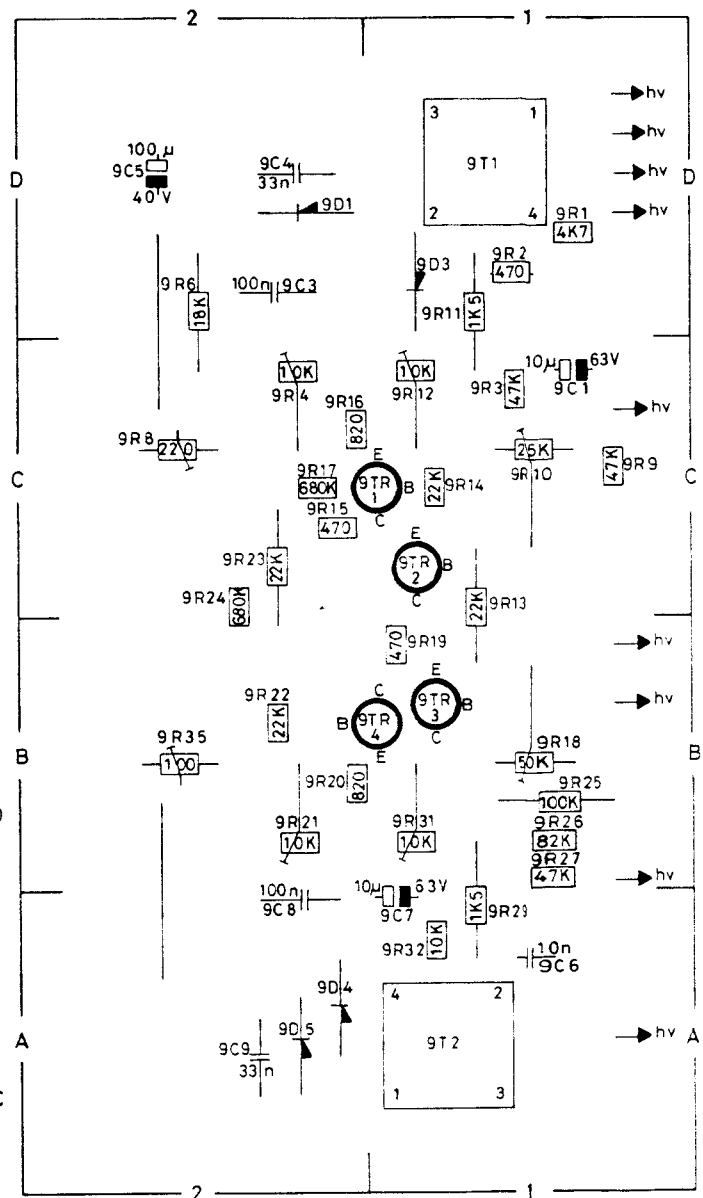 2 1
hv
3 1
hv
100µ
9C5
40V
9C4
33n
9T1
hv
D D
9D1
2 4
hv
9R1
4K7
9R2
470
9D3
9R6
18K
100n 9C3
9R11
1K5
10K
9R4
10K
9R12
9R3
47K
10µ 63V
9C1
9R16
820
hv
9R8
220
E
25K
9R10
47K
9R9
C C
9R17
680K
9TR
1
B
C
22K
9R14
9R15
470
E
9TR
2
B
C
9R23
22K
9R24
680K
22K
9R13
470
9R19
hv
E
9TR
3
B
C
hv
9R22
22K
C
B
9TR
4
E
9R35
100
9R18
50K
B B
9R20
820
9R25
100K
9R21
10K
9R31
10K
9R26
82K
9R27
47K
hv
100n
9C8
10µ 63V
9C7
1K5
9R29
9R32
10K
10n
9C6
9D4
4 2
9D5
9T2
hv
A A
9C9
33n
1 3
C
2 1